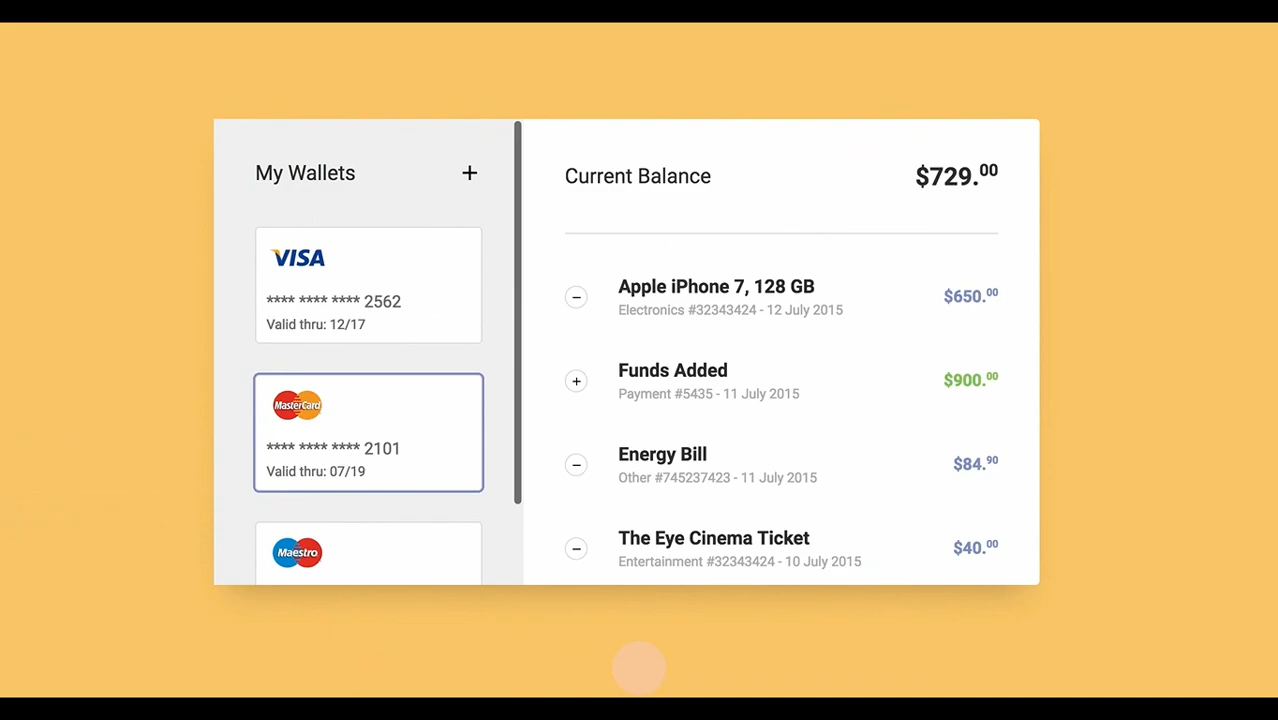 My Wallets +
VISA
**** **** **** 2562
Valid thru: 12/17
MasterCard
**** **** **** 2101
Valid thru: 07/19
Maestro
Current Balance $729.00
Apple iPhone 7, 128 GB
Electronics #32343424 - 12 July 2015
$650.00
Funds Added
Payment #5435 - 11 July 2015
$900.00
Energy Bill
Other #745237423 - 11 July 2015
$84.90
The Eye Cinema Ticket
Entertainment #32343424 - 10 July 2015
$40.00